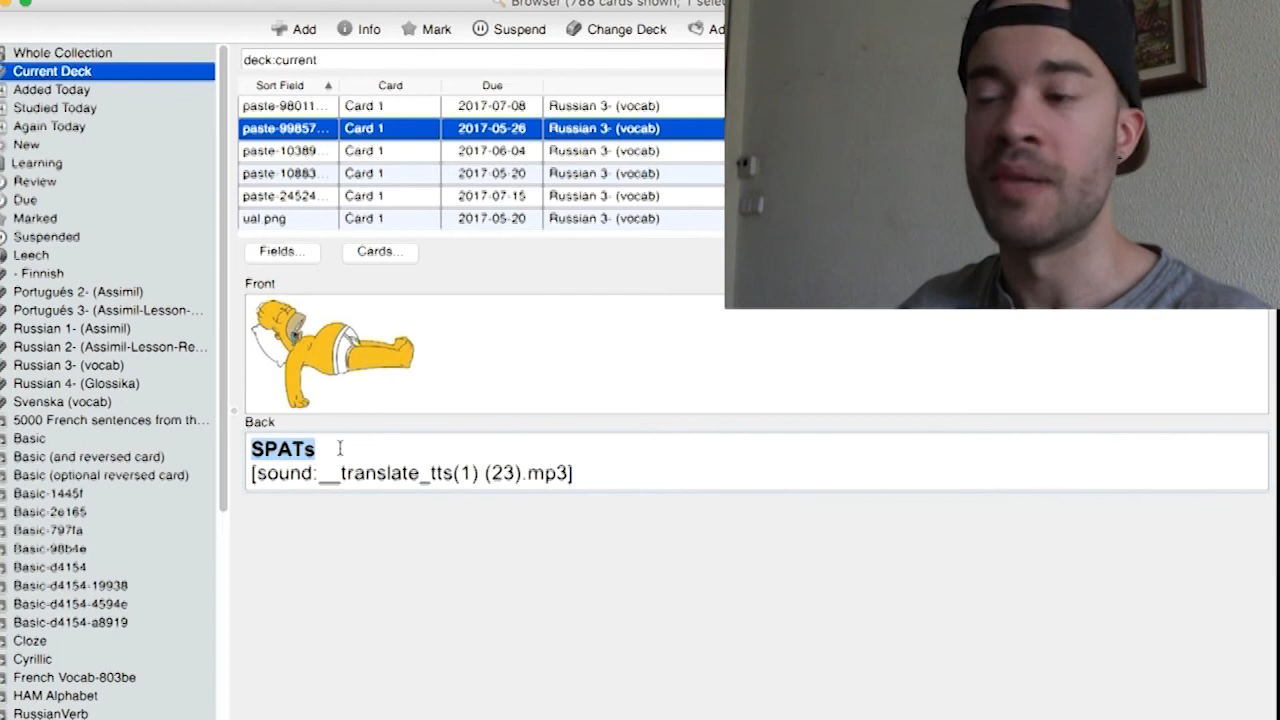 Browser (788 cards shown; 1 selec
Add
Info
Mark
Suspend
Change Deck
Ad
Whole Collection
Current Deck
Added Today
Studied Today
Again Today
New
Learning
Review
Due
Marked
Suspended
Leech
- Finnish
Portugués 2- (Assimil)
Portugués 3- (Assimil-Lesson-...
Russian 1- (Assimil)
Russian 2- (Assimil-Lesson-Re...
Russian 3- (vocab)
Russian 4- (Glossika)
Svenska (vocab)
5000 French sentences from th...
Basic
Basic (and reversed card)
Basic (optional reversed card)
Basic-1445f
Basic-2e165
Basic-797fa
Basic-98b4e
Basic-d4154
Basic-d4154-19938
Basic-d4154-4594e
Basic-d4154-a8919
Cloze
Cyrillic
French Vocab-803be
HAM Alphabet
RussianVerb
deck:current
Sort Field Card Due
paste-98011... Card 1 2017-07-08 Russian 3- (vocab)
paste-99857... Card 1 2017-05-26 Russian 3- (vocab)
paste-10389... Card 1 2017-06-04 Russian 3- (vocab)
paste-10883... Card 1 2017-05-20 Russian 3- (vocab)
paste-24524... Card 1 2017-07-15 Russian 3- (vocab)
ual.png Card 1 2017-05-20 Russian 3- (vocab)
Fields... Cards...
Front
Back
SPATs
[sound:__translate_tts(1) (23).mp3]